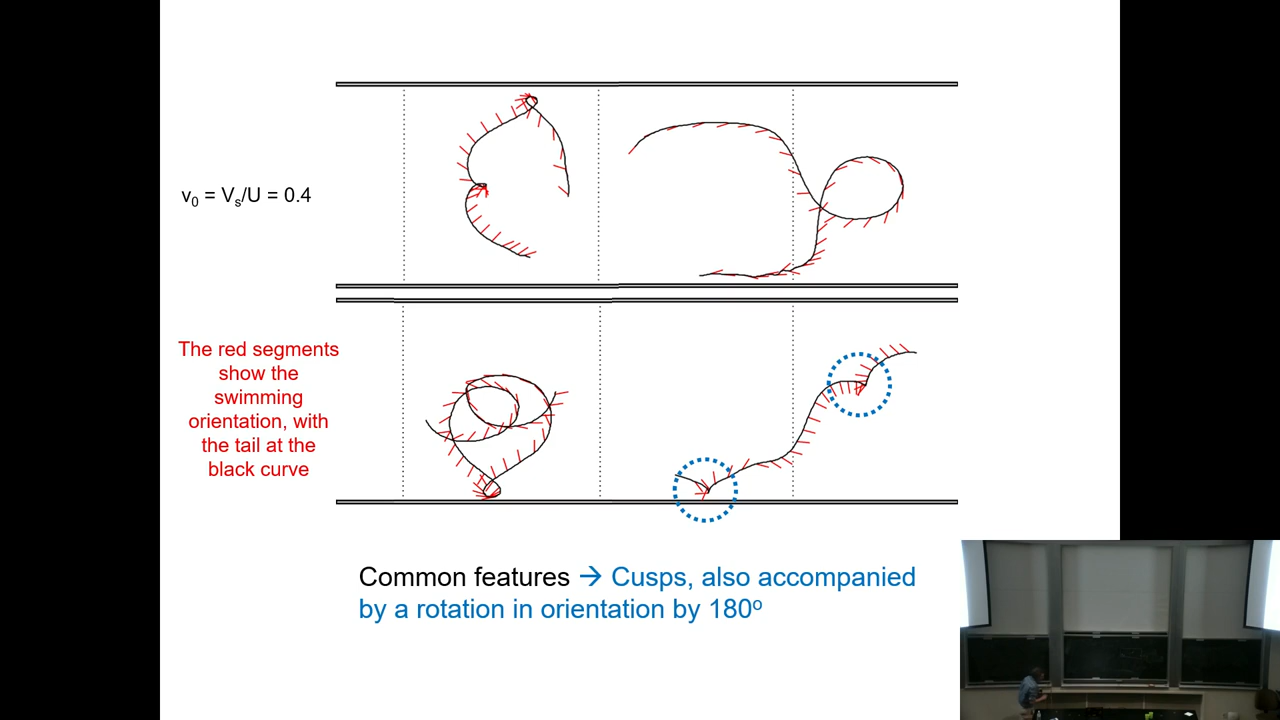 v₀ = Vₛ/U = 0.4
The red segments
show the
swimming
orientation, with
the tail at the
black curve
Common features → Cusps, also accompanied
by a rotation in orientation by 180º